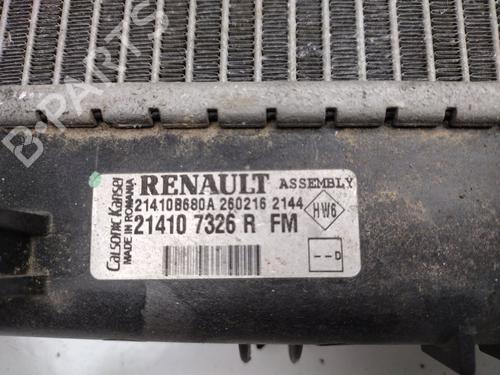 B-PARTS
Calsonic Kansei
MADE IN ROMANIA
RENAULT ASSEMBLY
21410B680A 260216 2144
21410 7326 R FM
HW6
--D